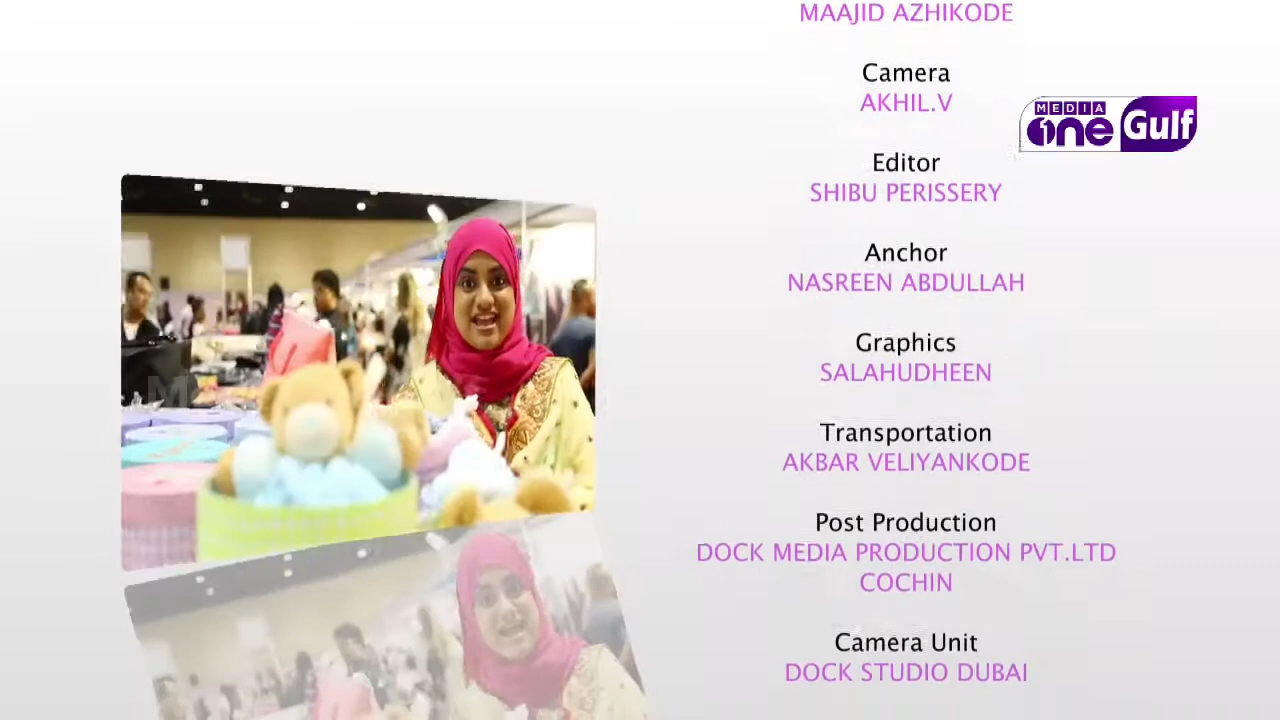 MAAJID AZHIKODE
Camera
AKHIL.V
MEDIA
one Gulf
Editor
SHIBU PERISSERY
Anchor
NASREEN ABDULLAH
Graphics
SALAHUDHEEN
Transportation
AKBAR VELIYANKODE
Post Production
DOCK MEDIA PRODUCTION PVT.LTD
COCHIN
Camera Unit
DOCK STUDIO DUBAI